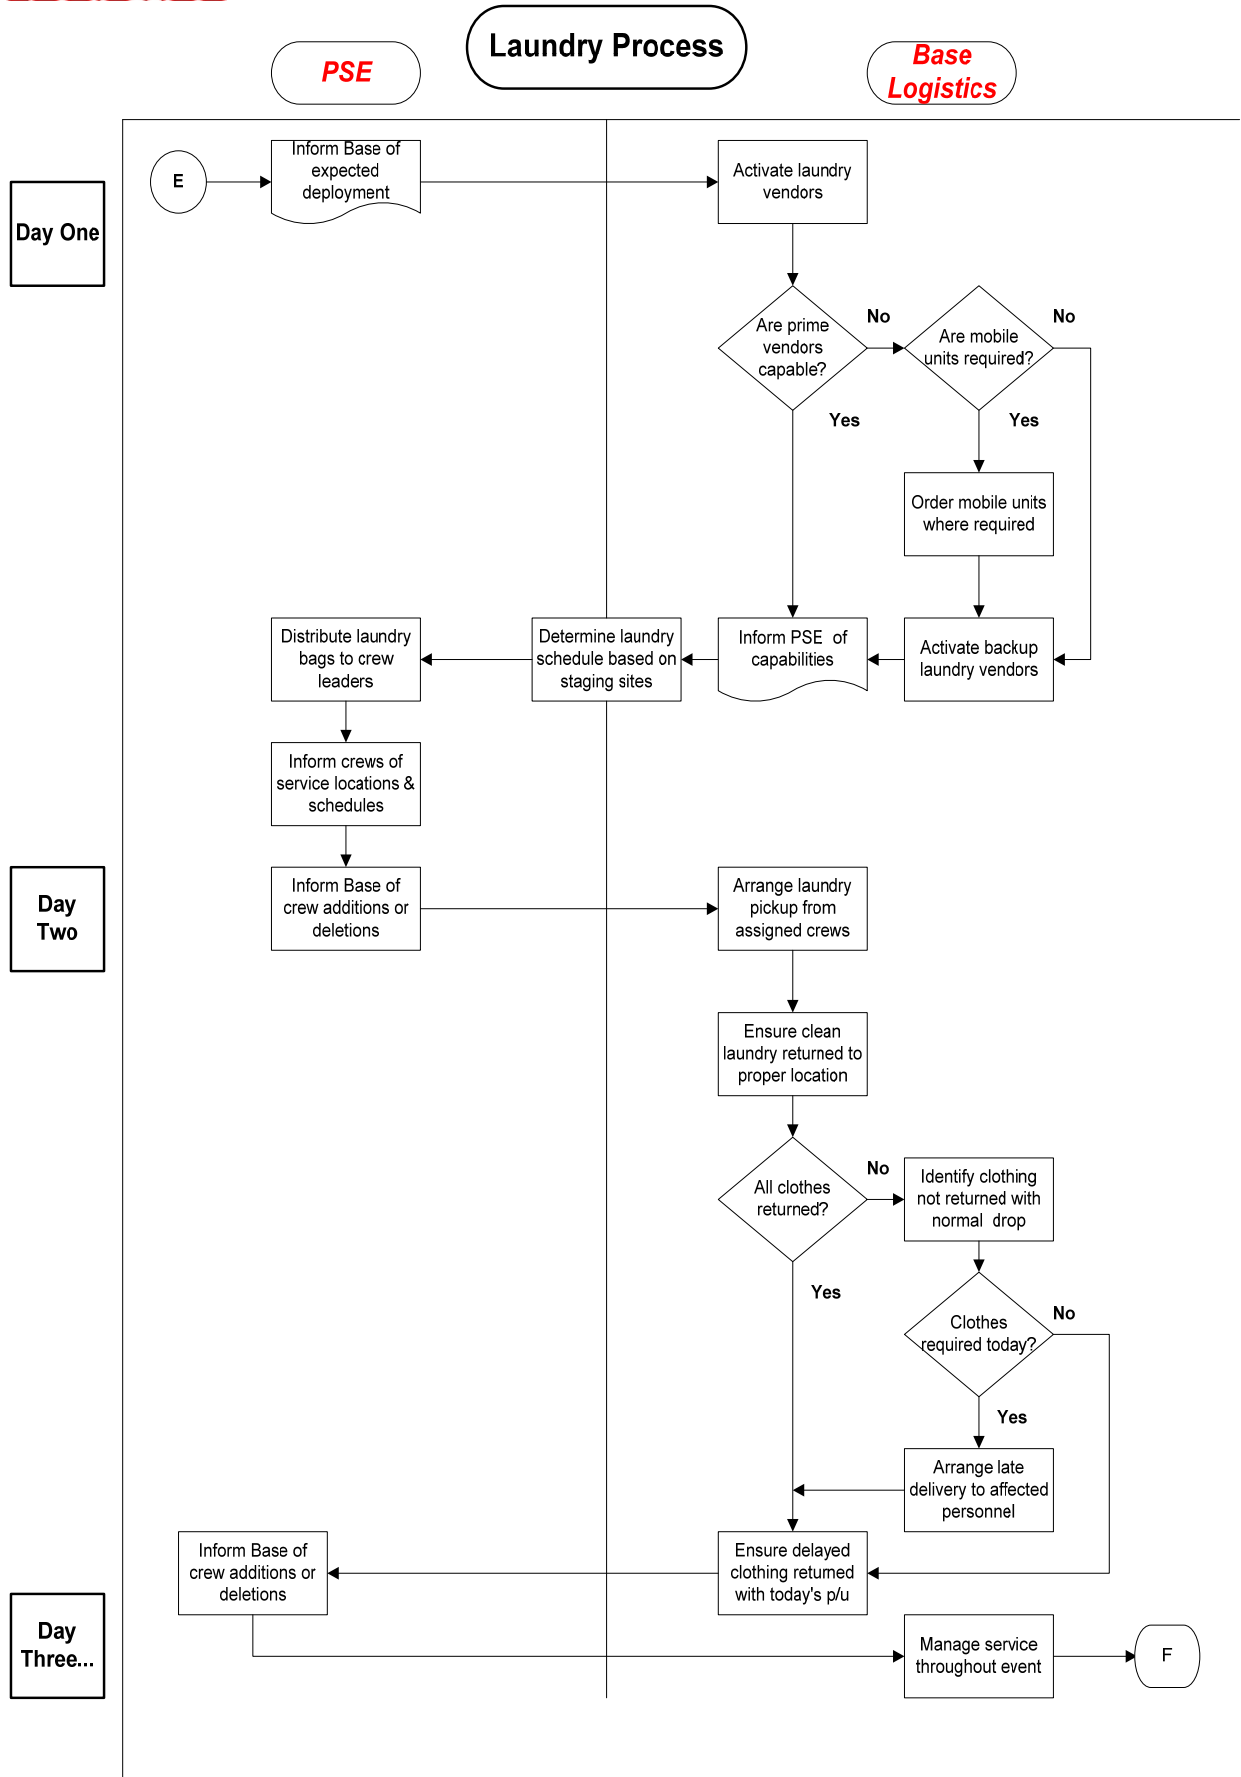 Laundry Process
PSE
Base
Logistics
E
Inform Base of
expected
deployment
Activate laundry
vendors
Day One
Are prime
vendors
capable?
No
Are mobile
units required?
No
Yes
Yes
Order mobile units
where required
Distribute laundry
bags to crew
leaders
Determine laundry
schedule based on
staging sites
Inform PSE of
capabilities
Activate backup
laundry vendors
Inform crews of
service locations &
schedules
Day
Two
Inform Base of
crew additions or
deletions
Arrange laundry
pickup from
assigned crews
Ensure clean
laundry returned to
proper location
All clothes
returned?
No
Identify clothing
not returned with
normal drop
Yes
Clothes
required today?
No
Yes
Arrange late
delivery to affected
personnel
Inform Base of
crew additions or
deletions
Ensure delayed
clothing returned
with today's p/u
Day
Three...
Manage service
throughout event
F